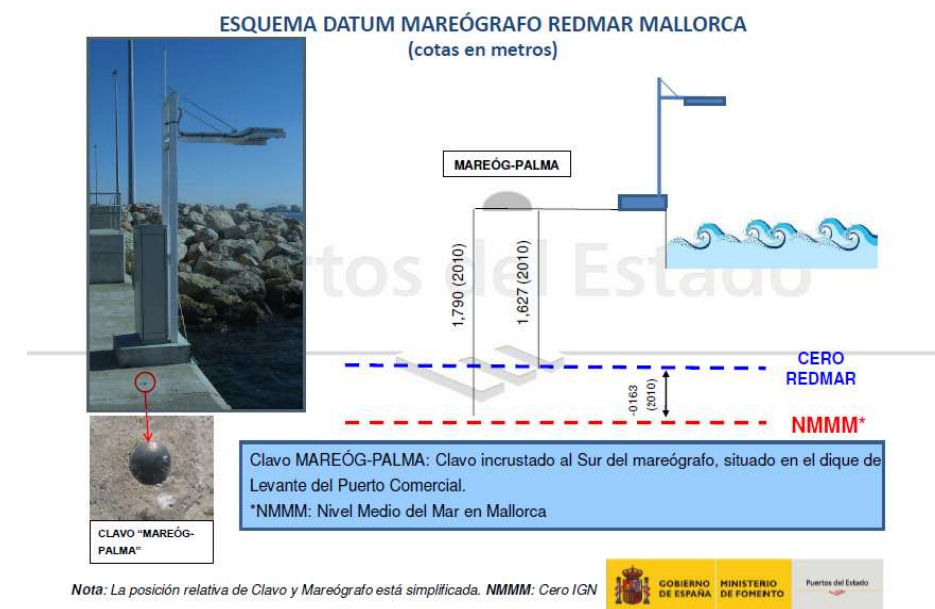 ESQUEMA DATUM MAREÓGRAFO REDMAR MALLORCA
(cotas en metros)
MAREÓG-PALMA
1,790 (2010)
1,627 (2010)
Puertos del Estado
CERO
REDMAR
-0163
(2010)
NMMM*
Clavo MAREÓG-PALMA: Clavo incrustado al Sur del mareógrafo, situado en el dique de
Levante del Puerto Comercial.
*NMMM: Nivel Medio del Mar en Mallorca
CLAVO “MAREÓG-
PALMA”
Nota: La posición relativa de Clavo y Mareógrafo está simplificada. NMMM: Cero IGN
GOBIERNO
DE ESPAÑA
MINISTERIO
DE FOMENTO
Puertos del Estado